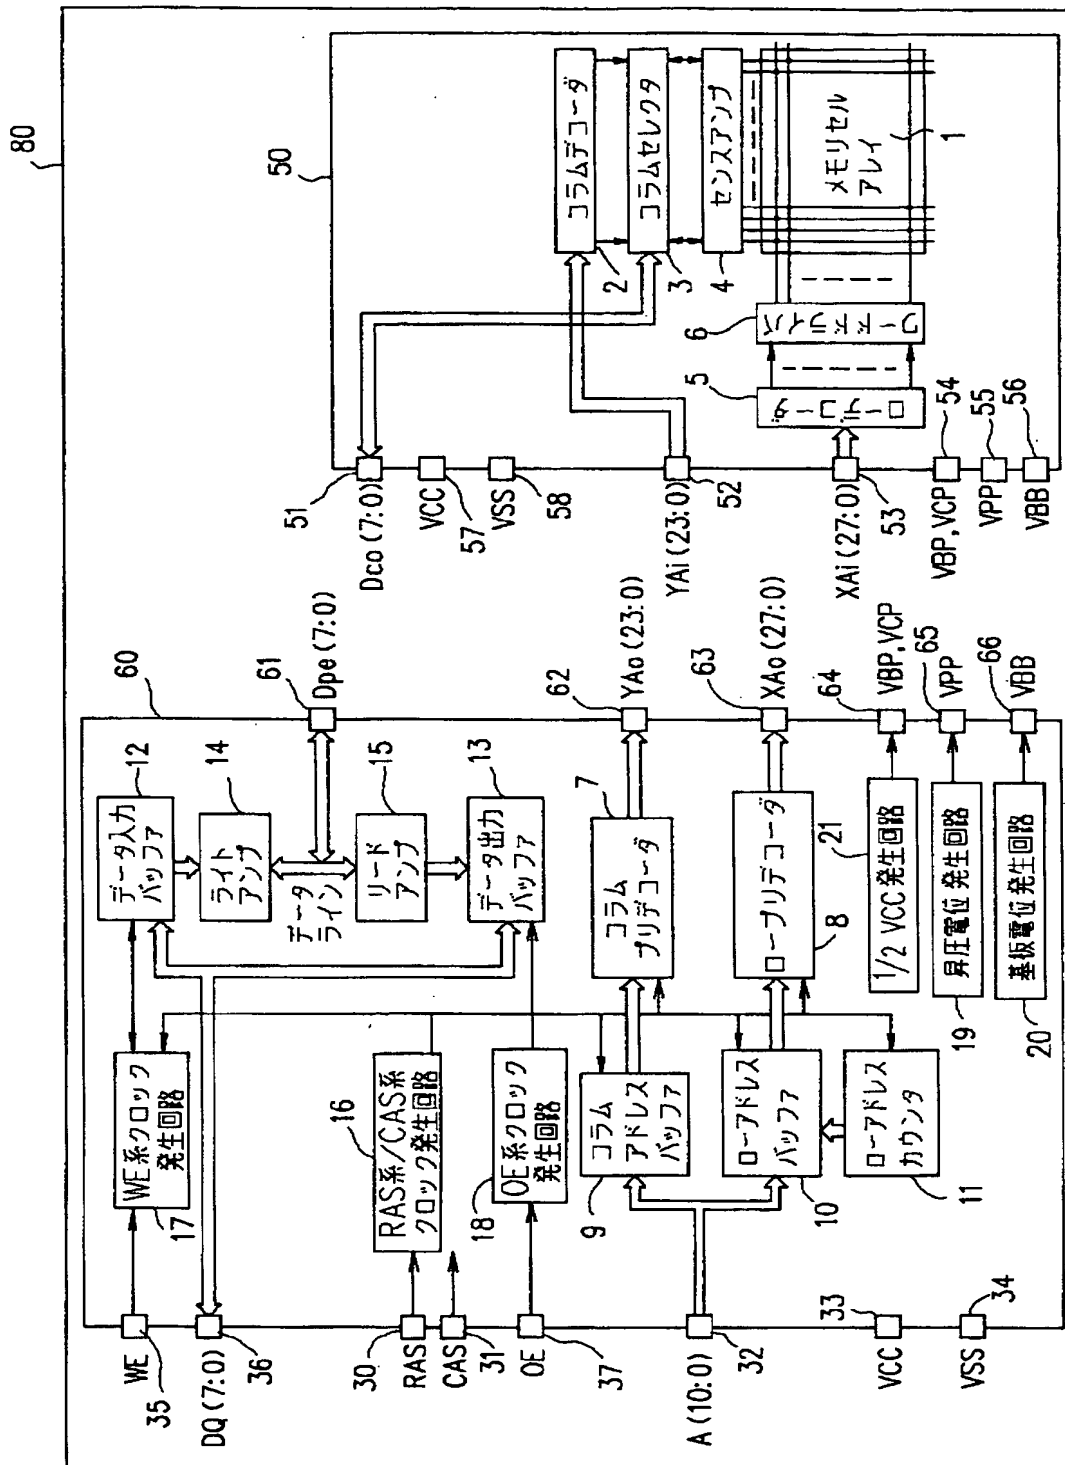 80
60
WE
35
DQ (7:0)
36
RAS
30
CAS
31
OE
37
A (10:0)
32
VCC
33
VSS
34
WE系クロック
発生回路
17
RAS系/CAS系
クロック発生回路
16
OE系クロック
発生回路
18
コラム
アドレス
バッファ
9
ローアドレス
バッファ
10
ローアドレス
カウンタ
11
データ入力
バッファ
12
ライト
アンプ
14
データ
ライン
リード
アンプ
15
データ出力
バッファ
13
コラム
プリデコーダ
7
ロープリデコーダ
8
1/2 VCC発生回路
21
昇圧電位発生回路
19
基板電位発生回路
20
61
Dpe (7:0)
62
YAo (23:0)
63
XAo (27:0)
64
VBP,VCP
65
VPP
66
VBB
50
51
Dco (7:0)
VCC
57
VSS
58
YAi (23:0)
52
XAi (27:0)
53
VBP,VCP
54
VPP
55
VBB
56
コラムデコーダ
2
コラムセレクタ
3
センスアンプ
4
ローデコーダ
5
ワードドライバ
6
メモリセル
アレイ
1